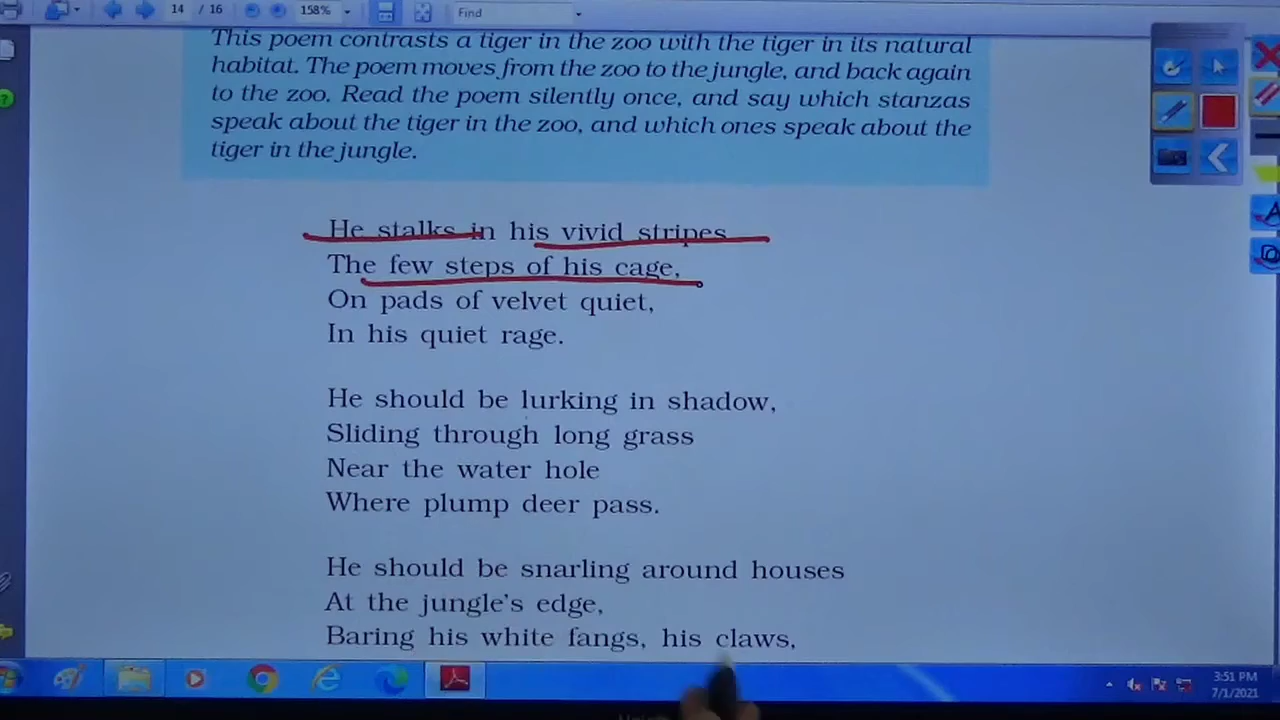 14 / 16
158%
Find
This poem contrasts a tiger in the zoo with the tiger in its natural
habitat. The poem moves from the zoo to the jungle, and back again
to the zoo. Read the poem silently once, and say which stanzas
speak about the tiger in the zoo, and which ones speak about the
tiger in the jungle.
He stalks in his vivid stripes
The few steps of his cage,
On pads of velvet quiet,
In his quiet rage.
He should be lurking in shadow,
Sliding through long grass
Near the water hole
Where plump deer pass.
He should be snarling around houses
At the jungle's edge,
Baring his white fangs, his claws,
3:51 PM
7/1/2021